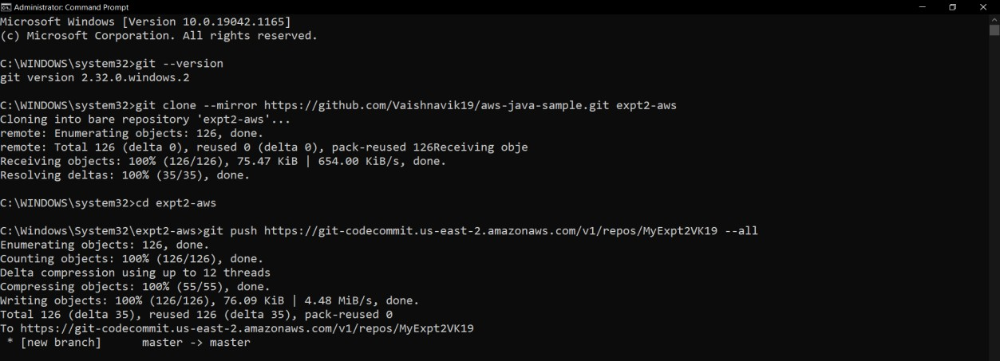 Administrator: Command Prompt
Microsoft Windows [Version 10.0.19042.1165]
(c) Microsoft Corporation. All rights reserved.
C:\WINDOWS\system32>git --version
git version 2.32.0.windows.2
C:\WINDOWS\system32>git clone --mirror https://github.com/Vaishnavik19/aws-java-sample.git expt2-aws
Cloning into bare repository 'expt2-aws'...
remote: Enumerating objects: 126, done.
remote: Total 126 (delta 0), reused 0 (delta 0), pack-reused 126Receiving obje
Receiving objects: 100% (126/126), 75.47 KiB | 654.00 KiB/s, done.
Resolving deltas: 100% (35/35), done.
C:\WINDOWS\system32>cd expt2-aws
C:\Windows\System32\expt2-aws>git push https://git-codecommit.us-east-2.amazonaws.com/v1/repos/MyExpt2VK19 --all
Enumerating objects: 126, done.
Counting objects: 100% (126/126), done.
Delta compression using up to 12 threads
Compressing objects: 100% (55/55), done.
Writing objects: 100% (126/126), 76.09 KiB | 4.48 MiB/s, done.
Total 126 (delta 35), reused 126 (delta 35), pack-reused 0
To https://git-codecommit.us-east-2.amazonaws.com/v1/repos/MyExpt2VK19
 * [new branch]      master -> master